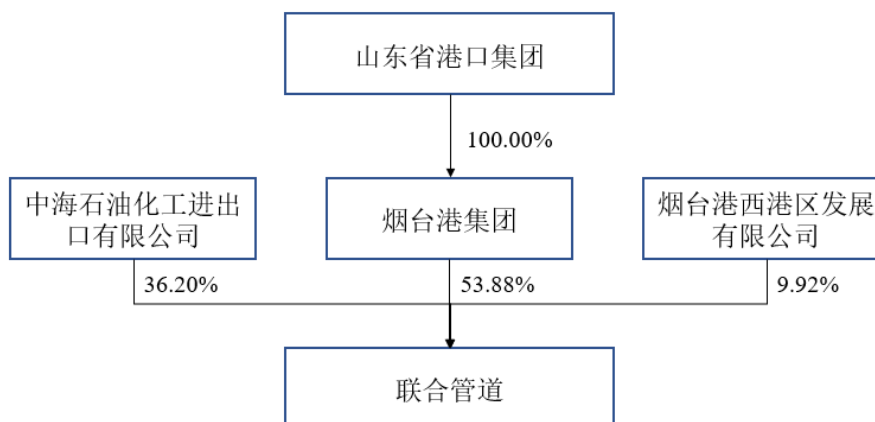 山东省港口集团
100.00%
中海石油化工进出
口有限公司
烟台港集团
烟台港西港区发展
有限公司
36.20%
53.88%
9.92%
联合管道